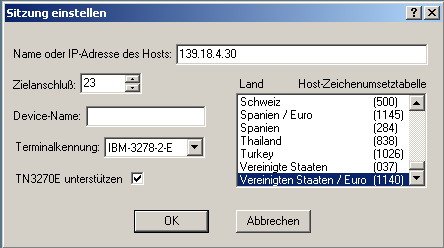 Sitzung einstellen
Name oder IP-Adresse des Hosts: 139.18.4.30
Zielanschluß: 23
Device-Name:
Terminalkennung: IBM-3278-2-E
TN3270E unterstützen
Land Host-Zeichenumsetztabelle
Schweiz (500)
Spanien / Euro (1145)
Spanien (284)
Thailand (838)
Turkey (1026)
Vereinigte Staaten (037)
Vereinigten Staaten / Euro (1140)
OK Abbrechen